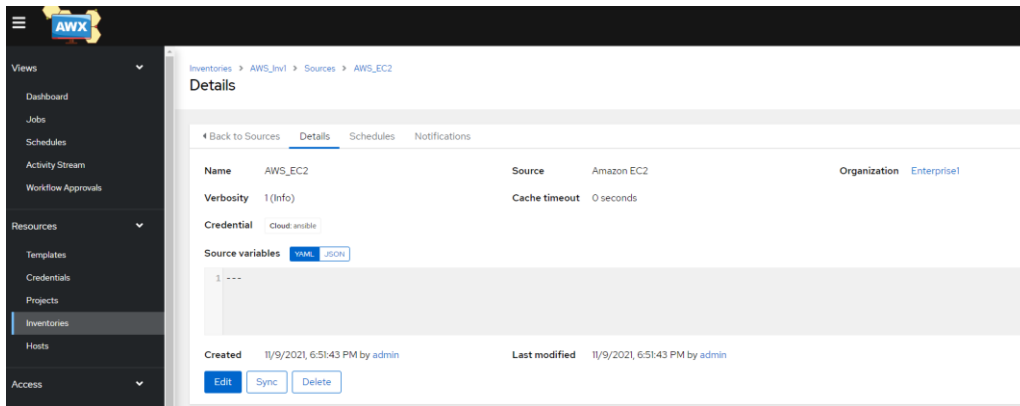 AWX
Views
Dashboard
Jobs
Schedules
Activity Stream
Workflow Approvals
Resources
Templates
Credentials
Projects
Inventories
Hosts
Access
Inventories > AWS_Inv1 > Sources > AWS_EC2
Details
Back to Sources Details Schedules Notifications
Name AWS_EC2 Source Amazon EC2 Organization Enterprise1
Verbosity 1 (Info) Cache timeout 0 seconds
Credential Cloud: ansible
Source variables YAML JSON
1 ---
Created 11/9/2021, 6:51:43 PM by admin Last modified 11/9/2021, 6:51:43 PM by admin
Edit Sync Delete